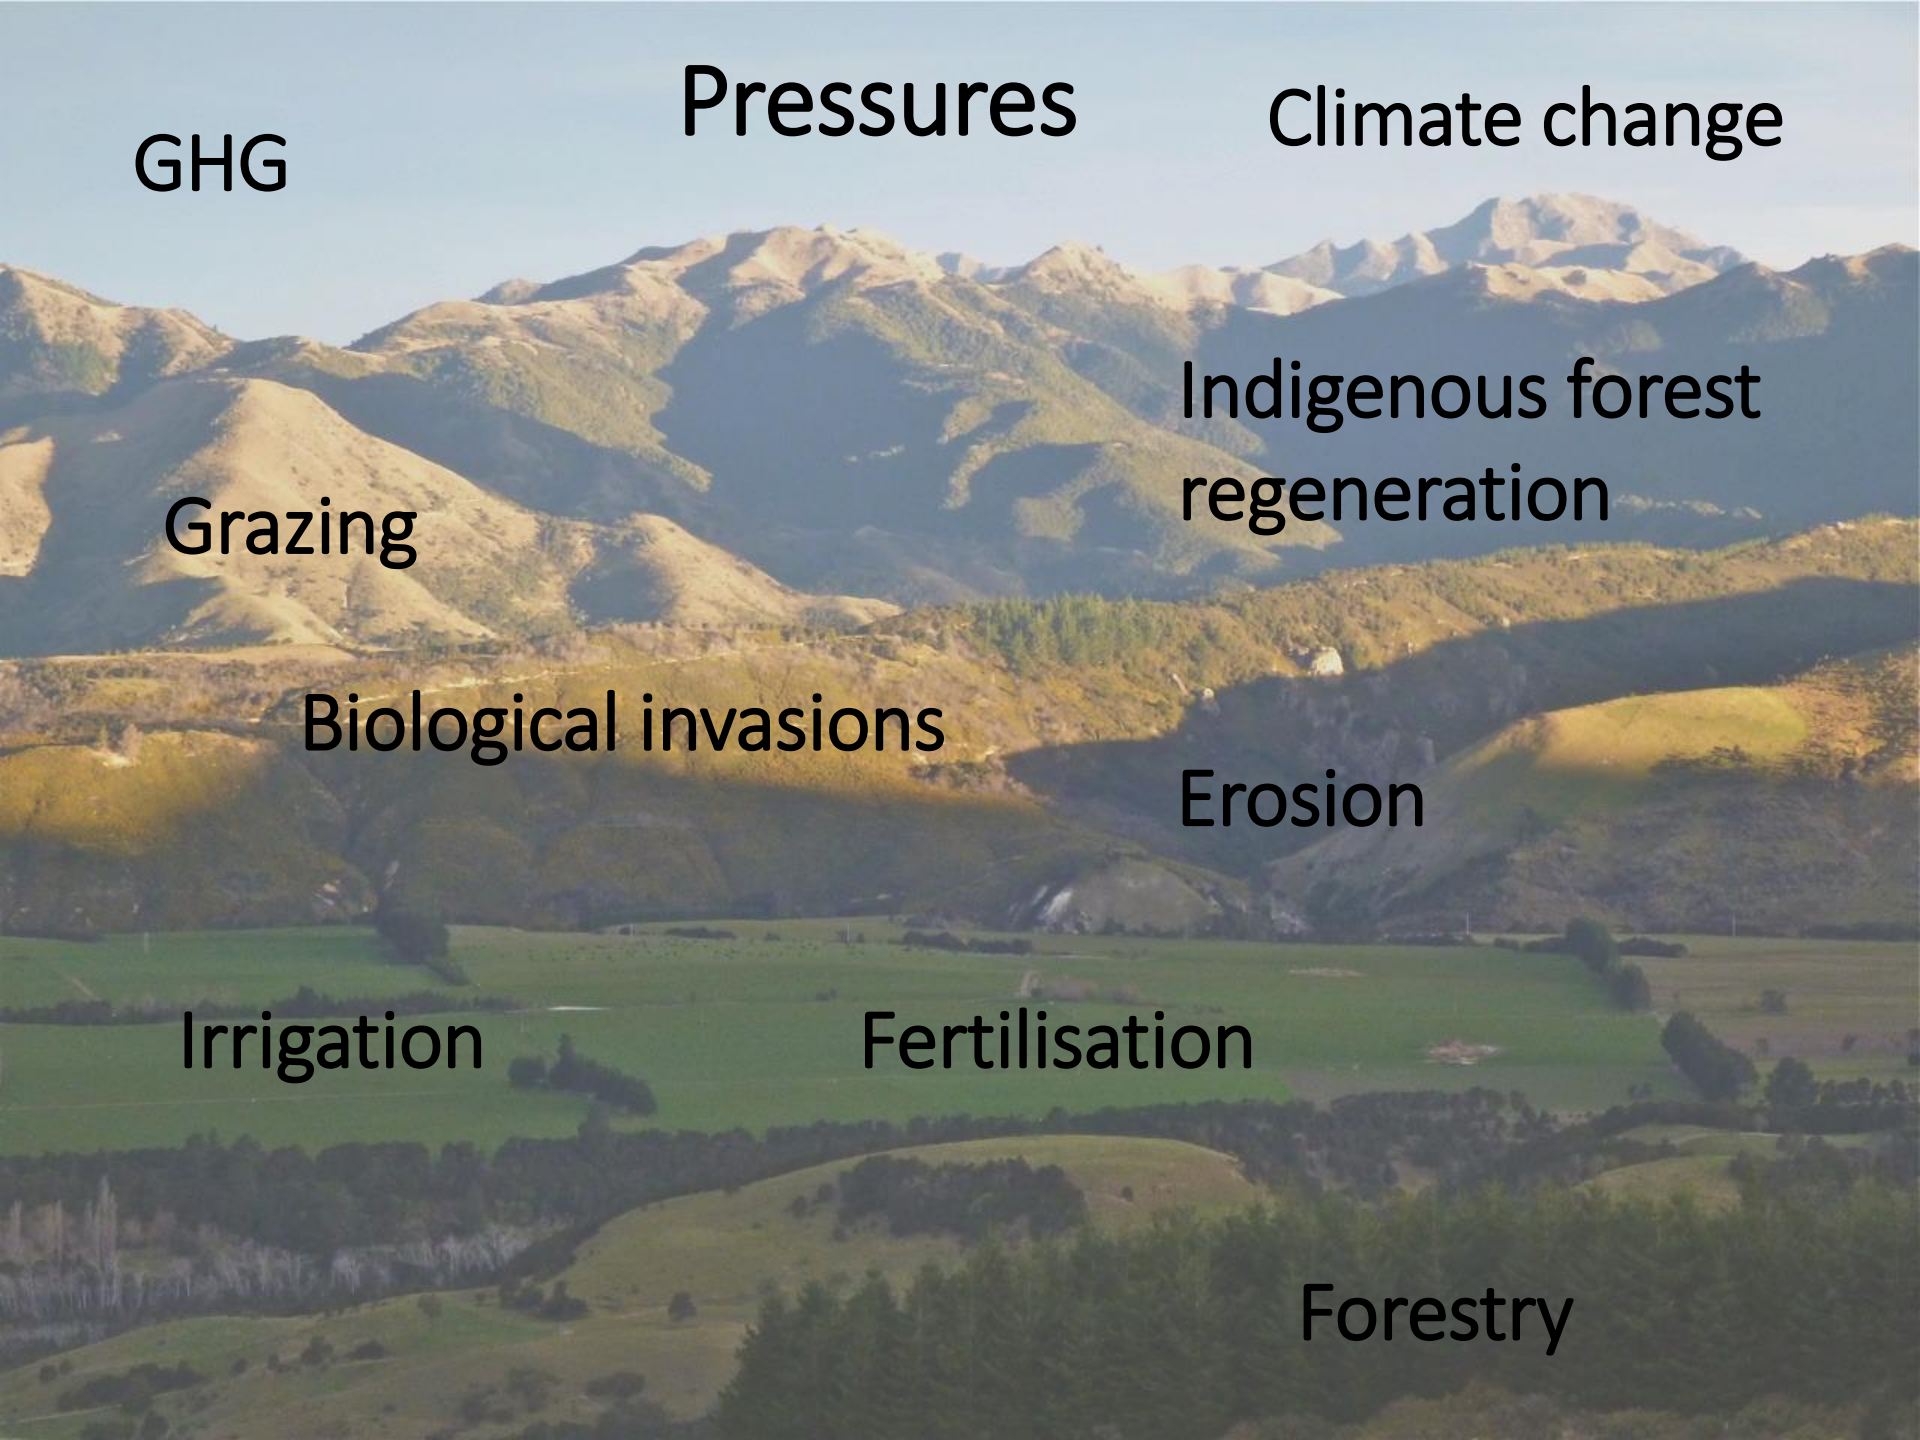 Pressures
GHG
Climate change
Indigenous forest
regeneration
Grazing
Biological invasions
Erosion
Irrigation
Fertilisation
Forestry